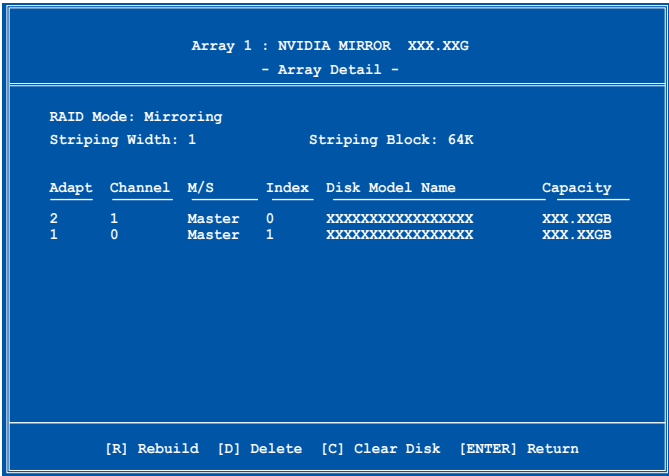 Array 1 : NVIDIA MIRROR XXX.XXG
- Array Detail -
RAID Mode: Mirroring
Striping Width: 1 Striping Block: 64K
Adapt Channel M/S Index Disk Model Name Capacity
2 1 Master 0 XXXXXXXXXXXXXXXXX XXX.XXGB
1 0 Master 1 XXXXXXXXXXXXXXXXX XXX.XXGB
[R] Rebuild [D] Delete [C] Clear Disk [ENTER] Return